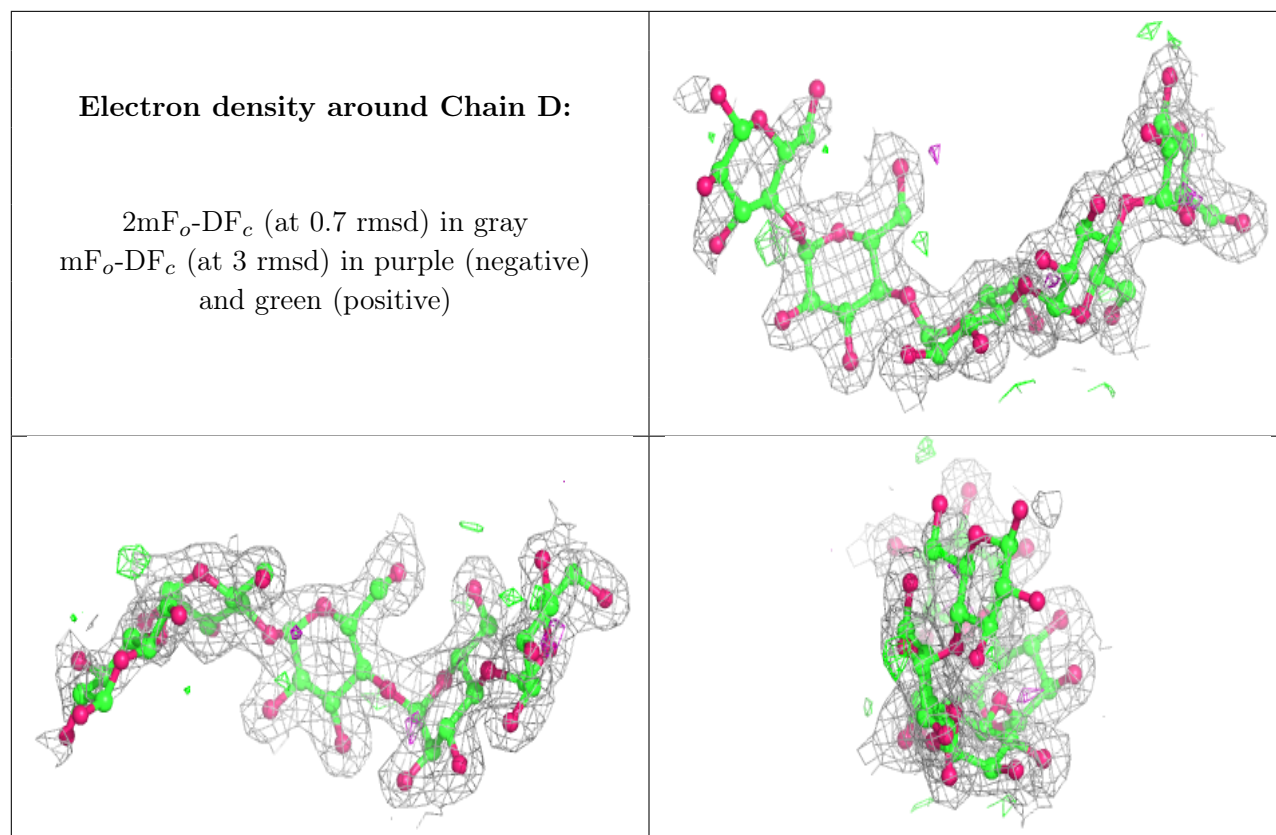 Electron density around Chain D:
2mFₒ-DF𝒸 (at 0.7 rmsd) in gray
mFₒ-DF𝒸 (at 3 rmsd) in purple (negative)
and green (positive)